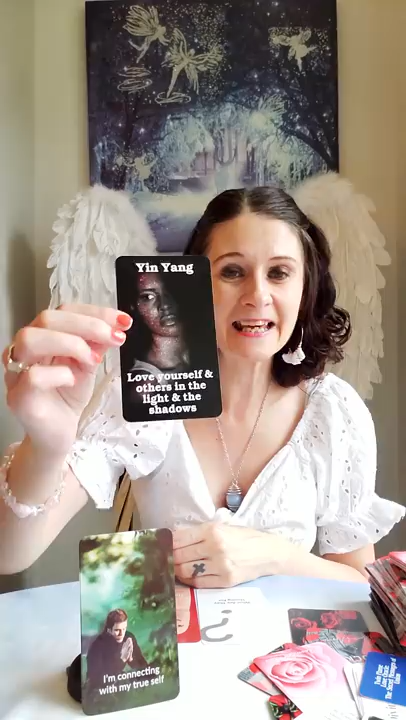 Yin Yang
Love yourself &
others in the
light & the
shadows
I'm connecting
with my true self
?